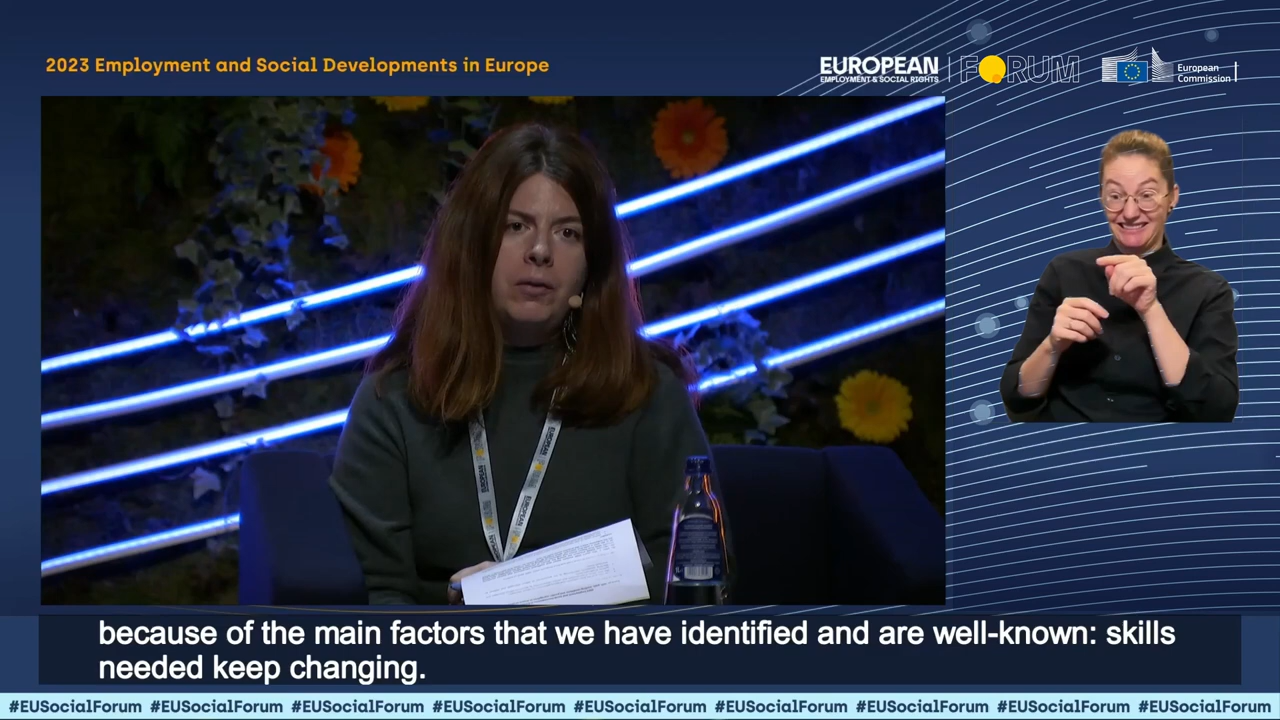 2023 Employment and Social Developments in Europe
EUROPEAN
EMPLOYMENT & SOCIAL RIGHTS
FORUM
European
Commission
because of the main factors that we have identified and are well-known: skills
needed keep changing.
#EUSocialForum #EUSocialForum #EUSocialForum #EUSocialForum #EUSocialForum #EUSocialForum #EUSocialForum #EUSocialForum #EUSocialForum